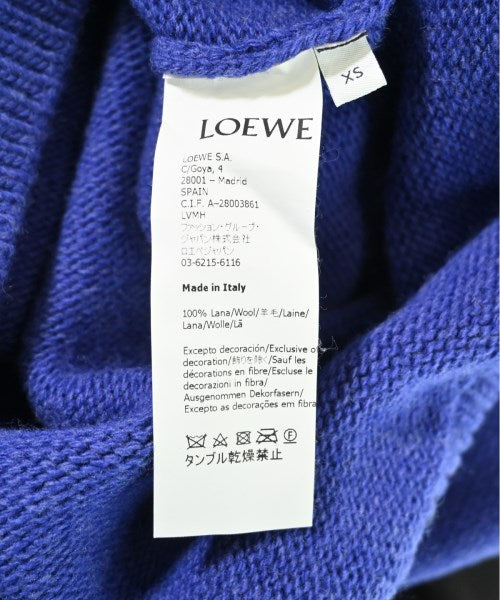 XS
LOEWE
LOEWE S.A.
C/Goya, 4
28001 – Madrid
SPAIN
C.I.F. A-28003861
LVMH
ファッション・グループ・
ジャパン株式会社
ロエベジャパン
03-6215-6116
Made in Italy
100% Lana/Wool/羊毛/Laine/
Lana/Wolle/Lã
Excepto decoración/Exclusive of
decoration/飾りを除く/Sauf les
décorations en fibre/Escluse le
decorazioni in fibra/
Ausgenommen Dekorfasern/
Excepto as decorações em fibra
タンブル乾燥禁止